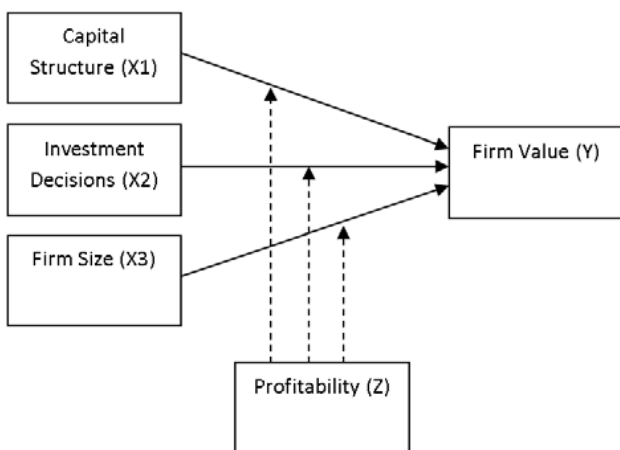 Capital
Structure (X1)
Investment
Decisions (X2)
Firm Value (Y)
Firm Size (X3)
Profitability (Z)